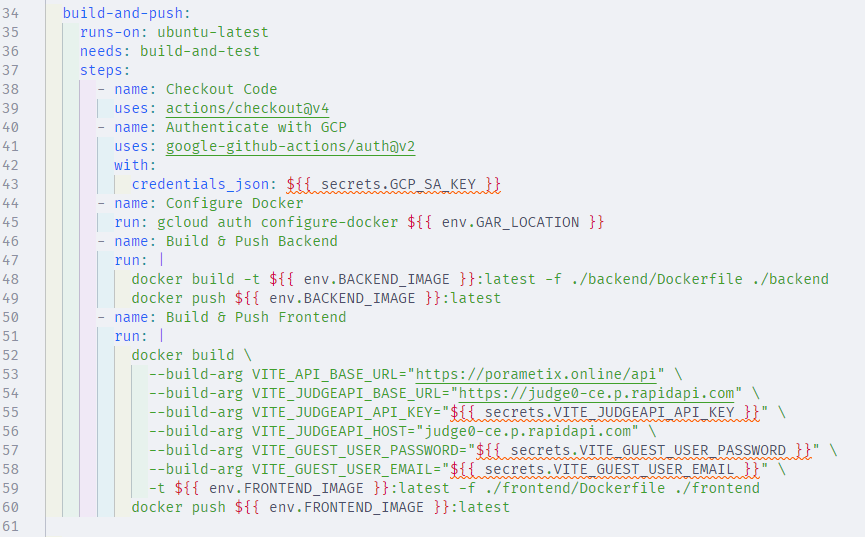 34 build-and-push:
35 runs-on: ubuntu-latest
36 needs: build-and-test
37 steps:
38 - name: Checkout Code
39 uses: actions/checkout@v4
40 - name: Authenticate with GCP
41 uses: google-github-actions/auth@v2
42 with:
43 credentials_json: ${{ secrets.GCP_SA_KEY }}
44 - name: Configure Docker
45 run: gcloud auth configure-docker ${{ env.GAR_LOCATION }}
46 - name: Build & Push Backend
47 run: |
48 docker build -t ${{ env.BACKEND_IMAGE }}:latest -f ./backend/Dockerfile ./backend
49 docker push ${{ env.BACKEND_IMAGE }}:latest
50 - name: Build & Push Frontend
51 run: |
52 docker build \
53 --build-arg VITE_API_BASE_URL="https://porametix.online/api" \
54 --build-arg VITE_JUDGEAPI_BASE_URL="https://judge0-ce.p.rapidapi.com" \
55 --build-arg VITE_JUDGEAPI_API_KEY="${{ secrets.VITE_JUDGEAPI_API_KEY }}" \
56 --build-arg VITE_JUDGEAPI_HOST="judge0-ce.p.rapidapi.com" \
57 --build-arg VITE_GUEST_USER_PASSWORD="${{ secrets.VITE_GUEST_USER_PASSWORD }}" \
58 --build-arg VITE_GUEST_USER_EMAIL="${{ secrets.VITE_GUEST_USER_EMAIL }}" \
59 -t ${{ env.FRONTEND_IMAGE }}:latest -f ./frontend/Dockerfile ./frontend
60 docker push ${{ env.FRONTEND_IMAGE }}:latest
61